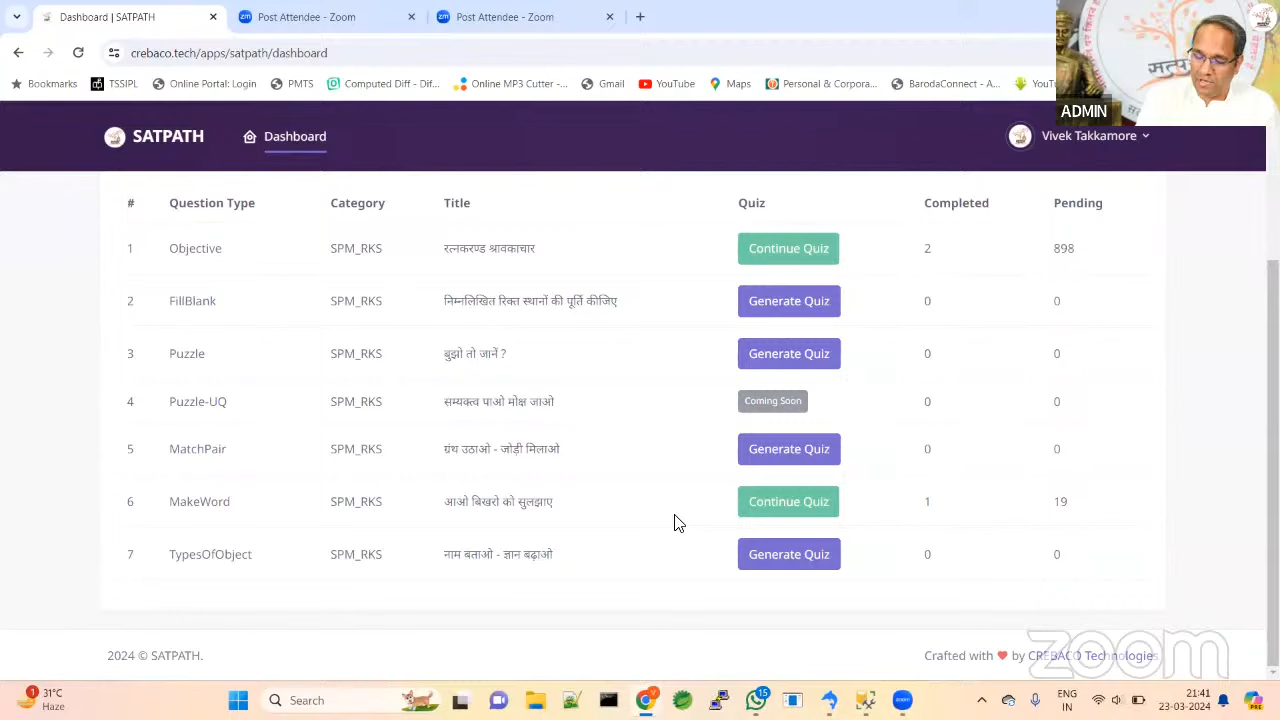 SATPATH
Post Attendee - Zoom
Post Attendee - Zoom
crebaco.tech/apps/satpath/dashboard
Bookmarks TSSIPL Online Portal: Login PMTS Computed Diff - Dif... Online MP3 Cutter -... Gmail YouTube Maps Personal & Corpora... BarodaConnect - A...
ADMIN
SATPATH Dashboard Vivek Takkamore
# Question Type Category Title Quiz Completed Pending
1 Objective SPM_RKS रत्नकरण्ड श्रावकाचार Continue Quiz 2 898
2 FillBlank SPM_RKS निम्नलिखित रिक्त स्थानों की पूर्ति कीजिए Generate Quiz 0 0
3 Puzzle SPM_RKS बुझो तो जानें ? Generate Quiz 0 0
4 Puzzle-UQ SPM_RKS सम्यक्त्व पाओ मोक्ष जाओ Coming Soon 0 0
5 MatchPair SPM_RKS ग्रंथ उठाओ - जोड़ी मिलाओ Generate Quiz 0 0
6 MakeWord SPM_RKS आओ बिखरो को सुलझाए Continue Quiz 1 19
7 TypesOfObject SPM_RKS नाम बताओ - ज्ञान बढ़ाओ Generate Quiz 0 0
2024 © SATPATH. Crafted with by CREBACO Technologies
zoom
1 31°C Search 15 ENG 21:41
Haze IN 23-03-2024